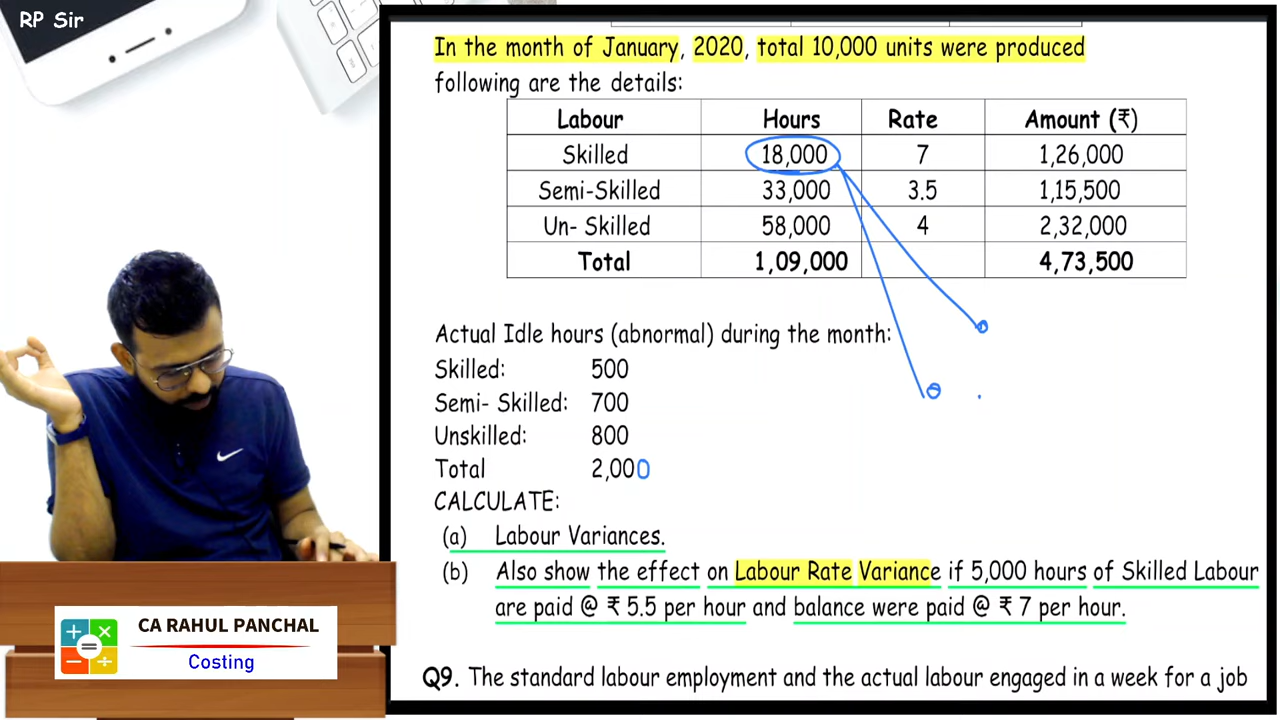 RP Sir
In the month of January, 2020, total 10,000 units were produced
following are the details:
Labour Hours Rate Amount (₹)
Skilled 18,000 7 1,26,000
Semi-Skilled 33,000 3.5 1,15,500
Un- Skilled 58,000 4 2,32,000
Total 1,09,000 4,73,500
Actual Idle hours (abnormal) during the month:
Skilled: 500
Semi- Skilled: 700
Unskilled: 800
Total 2,000
CALCULATE:
(a) Labour Variances.
(b) Also show the effect on Labour Rate Variance if 5,000 hours of Skilled Labour
are paid @ ₹ 5.5 per hour and balance were paid @ ₹ 7 per hour.
Q9. The standard labour employment and the actual labour engaged in a week for a job
CA RAHUL PANCHAL
Costing